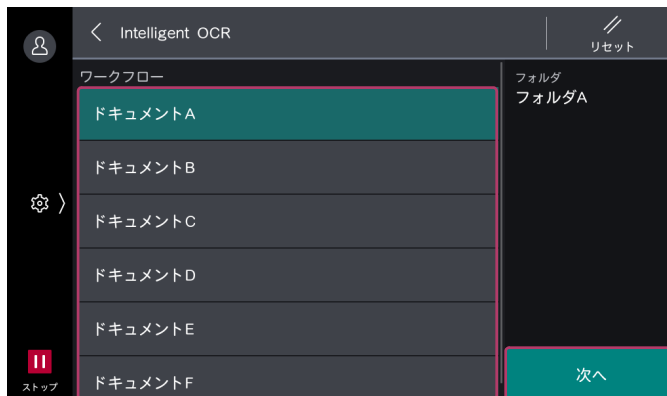 Intelligent OCR
リセット
ワークフロー
ドキュメントA
ドキュメントB
ドキュメントC
ドキュメントD
ドキュメントE
ドキュメントF
フォルダ
フォルダA
ストップ
次へ